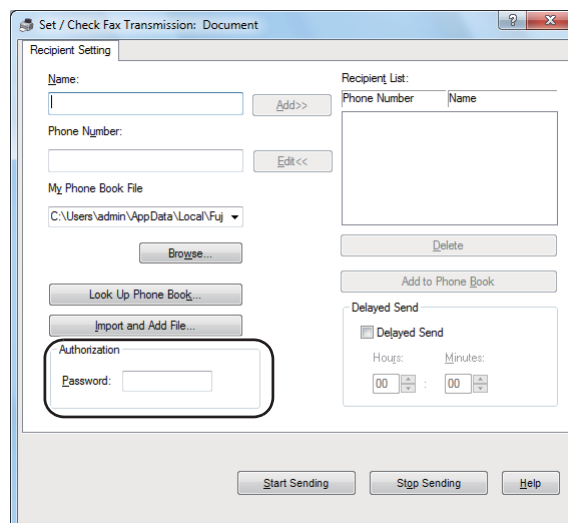 Set / Check Fax Transmission: Document
Recipient Setting
Name:
Add>>
Phone Number:
Edit<<
My Phone Book File
C:\Users\admin\AppData\Local\Fuj
Browse...
Look Up Phone Book...
Import and Add File...
Authorization
Password:
Recipient List:
Phone Number Name
Delete
Add to Phone Book
Delayed Send
Delayed Send
Hours: Minutes:
00 : 00
Start Sending Stop Sending Help